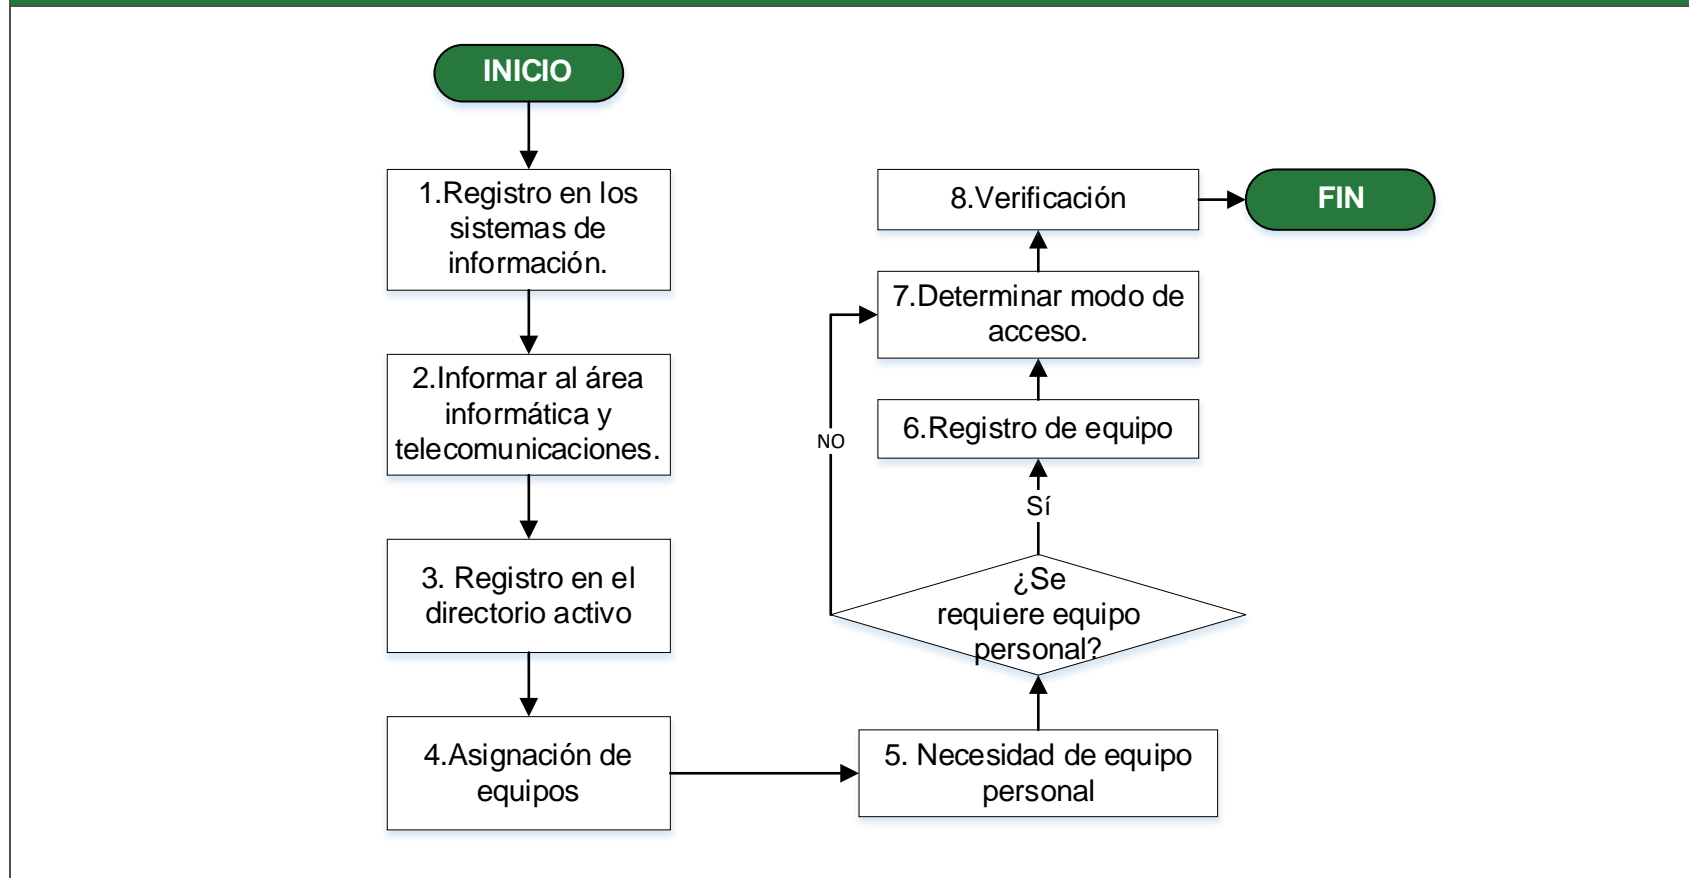 INICIO
1.Registro en los
sistemas de
información.
2.Informar al área
informática y
telecomunicaciones.
3. Registro en el
directorio activo
4.Asignación de
equipos
5. Necesidad de equipo
personal
¿Se
requiere equipo
personal?
Sí
NO
6.Registro de equipo
7.Determinar modo de
acceso.
8.Verificación
FIN